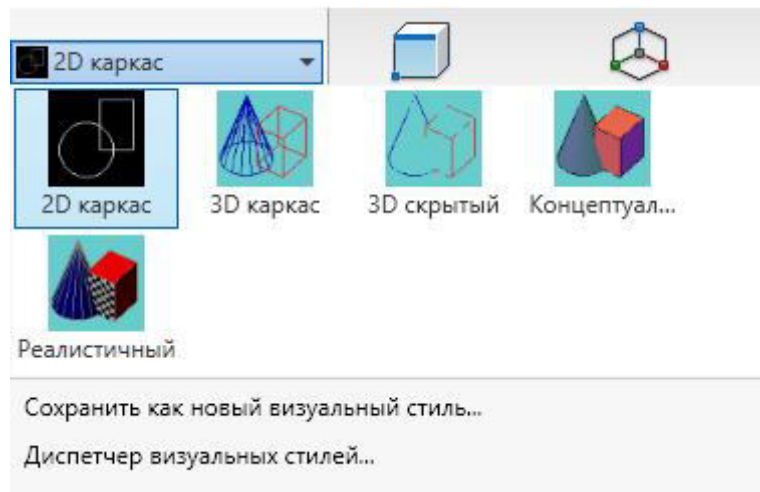 2D каркас
2D каркас 3D каркас 3D скрытый Концептуал...
Реалистичный
Сохранить как новый визуальный стиль...
Диспетчер визуальных стилей...